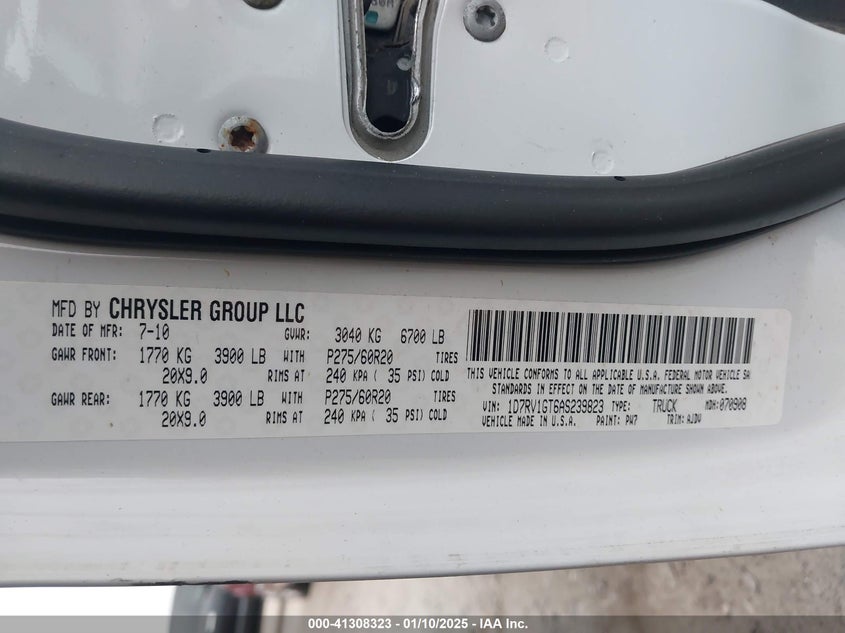 MFD BY CHRYSLER GROUP LLC
DATE OF MFR: 7-10 GVWR: 3040 KG 6700 LB
GAWR FRONT: 1770 KG 3900 LB WITH P275/60R20 TIRES
20X9.0 RIMS AT 240 KPA ( 35 PSI) COLD
GAWR REAR: 1770 KG 3900 LB WITH P275/60R20 TIRES
20X9.0 RIMS AT 240 KPA ( 35 PSI) COLD
THIS VEHICLE CONFORMS TO ALL APPLICABLE U.S.A. FEDERAL MOTOR VEHICLE SA
STANDARDS IN EFFECT ON THE DATE OF MANUFACTURE SHOWN ABOVE.
VIN: 1D7RV1GT6AS239823 TYPE: TRUCK MDH:070908
VEHICLE MADE IN U.S.A. PAINT: PW7 TRIM: AJDV
000-41308323 - 01/10/2025 - IAA Inc.